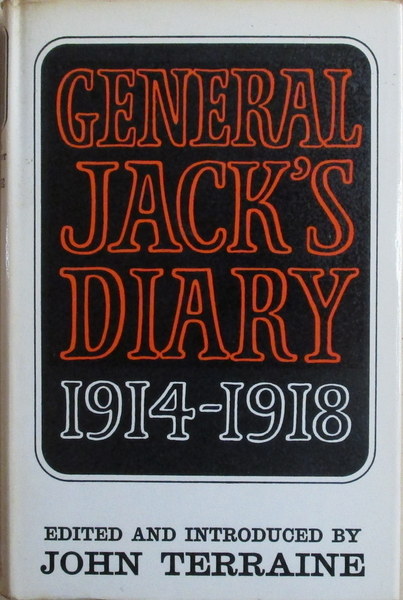 GENERAL
JACK'S
DIARY
1914-1918
EDITED AND INTRODUCED BY
JOHN TERRAINE